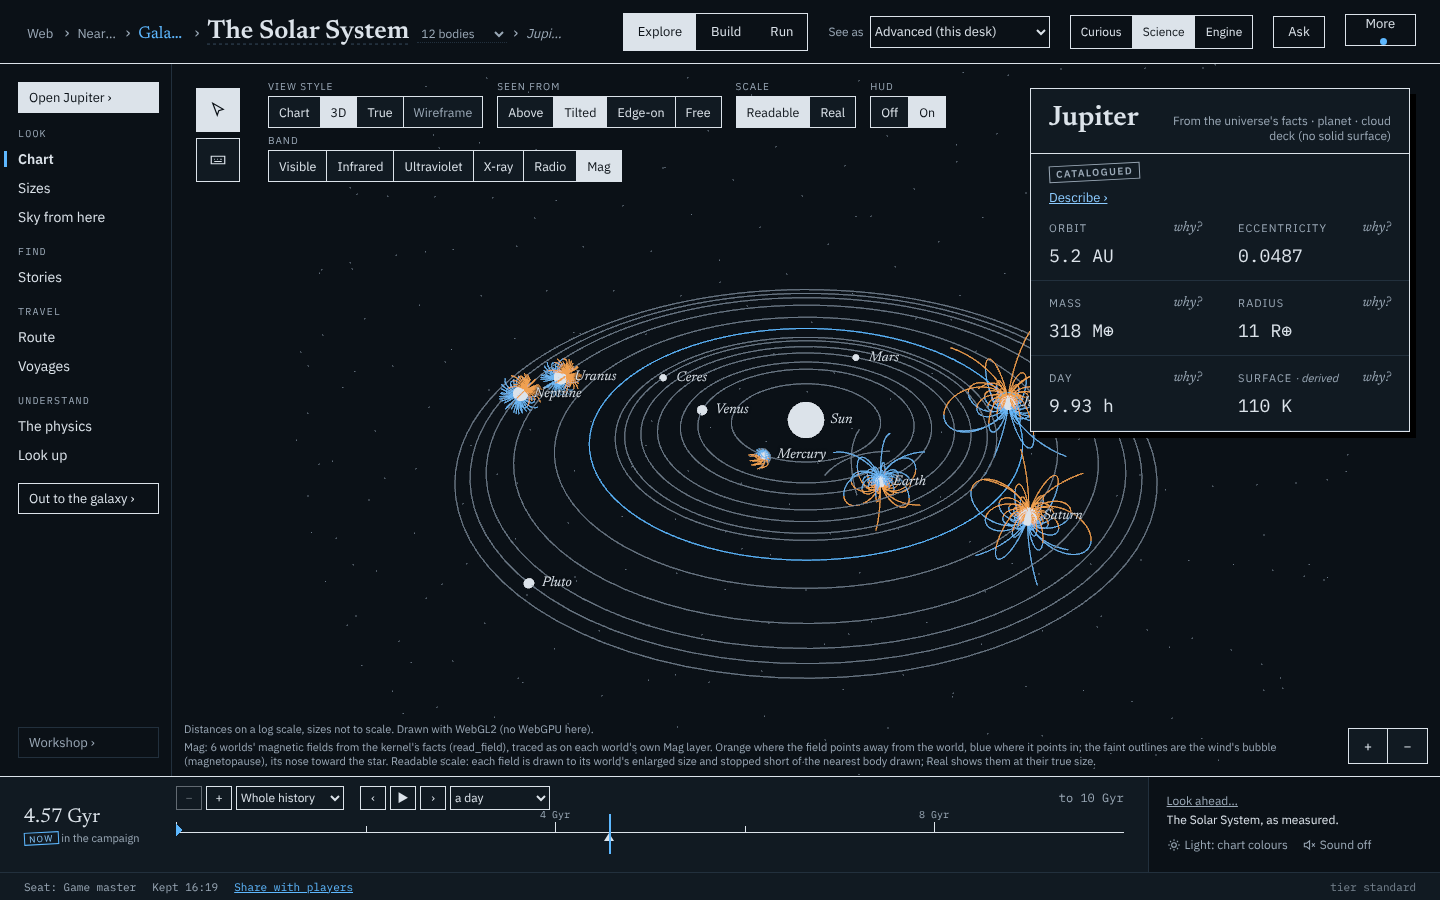 Web › Near... › Gala... › The Solar System 12 bodies › Jupi...
Explore Build Run
See as Advanced (this desk)
Curious Science Engine
Ask
More
Open Jupiter ›
LOOK
Chart
Sizes
Sky from here
FIND
Stories
TRAVEL
Route
Voyages
UNDERSTAND
The physics
Look up
Out to the galaxy ›
Workshop ›
VIEW STYLE
Chart 3D True Wireframe
SEEN FROM
Above Tilted Edge-on Free
SCALE
Readable Real
HUD
Off On
BAND
Visible Infrared Ultraviolet X-ray Radio Mag
Jupiter
From the universe's facts · planet · cloud
deck (no solid surface)
CATALOGUED
Describe ›
ORBIT why? ECCENTRICITY why?
5.2 AU 0.0487
MASS why? RADIUS why?
318 M⊕ 11 R⊕
DAY why? SURFACE · derived why?
9.93 h 110 K
Mars
Uranus
Ceres
Neptune
Venus
Sun
Mercury
Earth
Saturn
Pluto
Distances on a log scale, sizes not to scale. Drawn with WebGL2 (no WebGPU here).
Mag: 6 worlds' magnetic fields from the kernel's facts (read_field), traced as on each world's own Mag layer. Orange where the field points away from the world, blue where it points in; the faint outlines are the wind's bubble
(magnetopause), its nose toward the star. Readable scale: each field is drawn to its world's enlarged size and stopped short of the nearest body drawn; Real shows them at their true size.
+ −
4.57 Gyr
NOW in the campaign
− + Whole history ‹ ▶ › a day
to 10 Gyr
4 Gyr 8 Gyr
Look ahead...
The Solar System, as measured.
Light: chart colours Sound off
Seat: Game master Kept 16:19 Share with players
tier standard